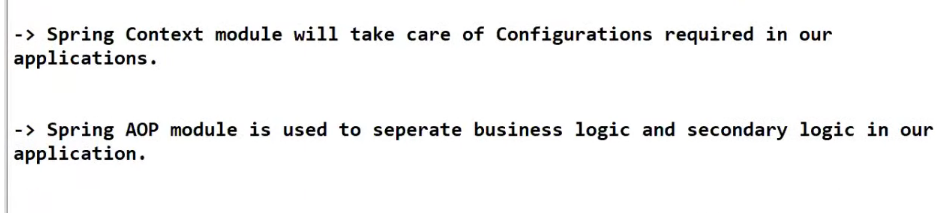 -> Spring Context module will take care of Configurations required in our
applications.
-> Spring AOP module is used to seperate business logic and secondary logic in our
application.